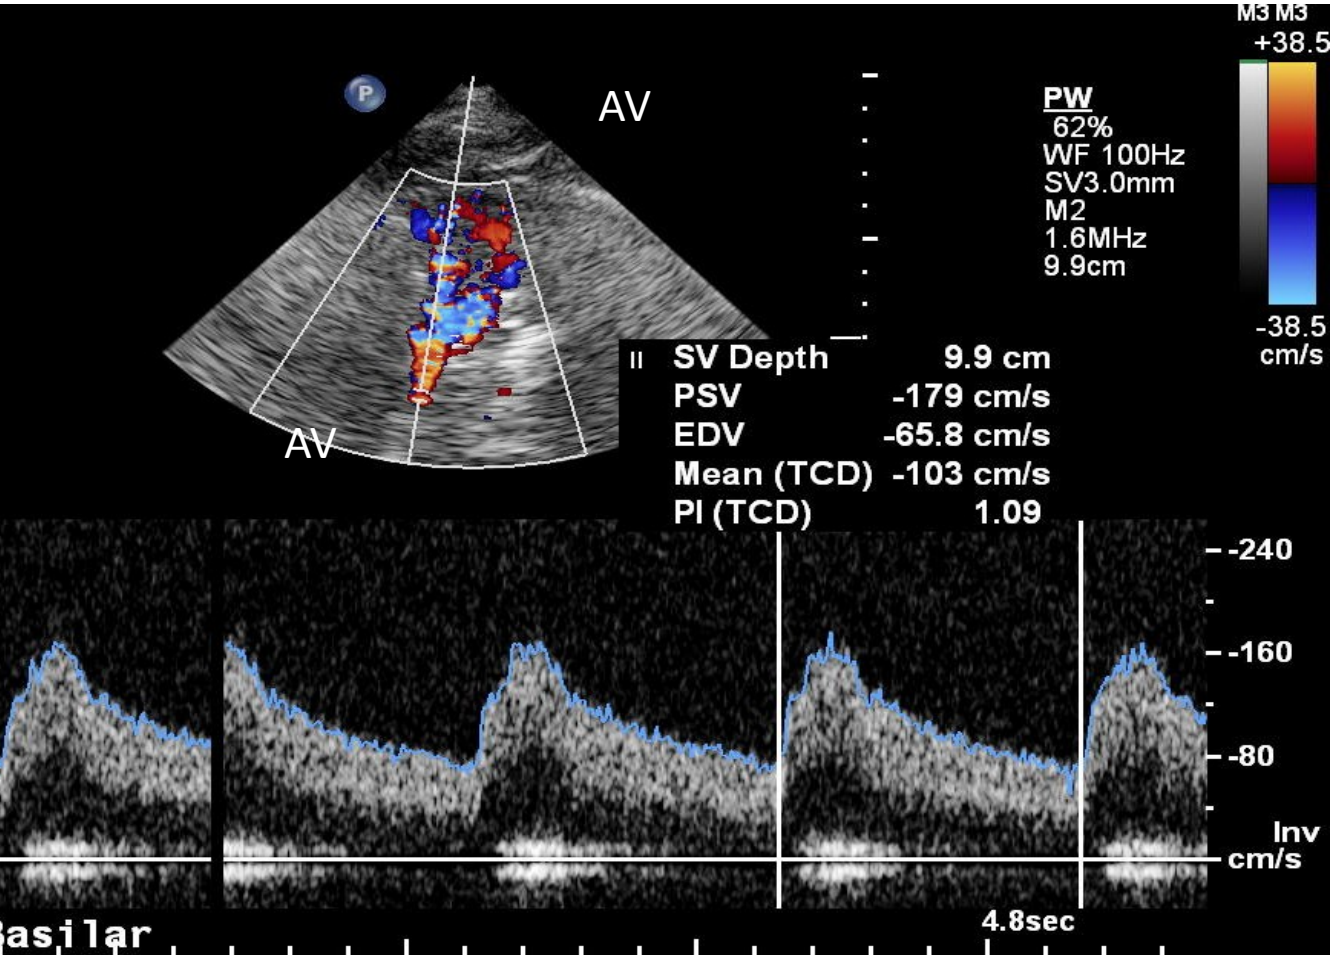 M3 M3
+38.5
P
AV
PW
62%
WF 100Hz
SV3.0mm
M2
1.6MHz
9.9cm
-38.5
cm/s
AV
SV Depth 9.9 cm
PSV -179 cm/s
EDV -65.8 cm/s
Mean (TCD) -103 cm/s
PI (TCD) 1.09
-240
-160
-80
Inv
cm/s
4.8sec
Basilar